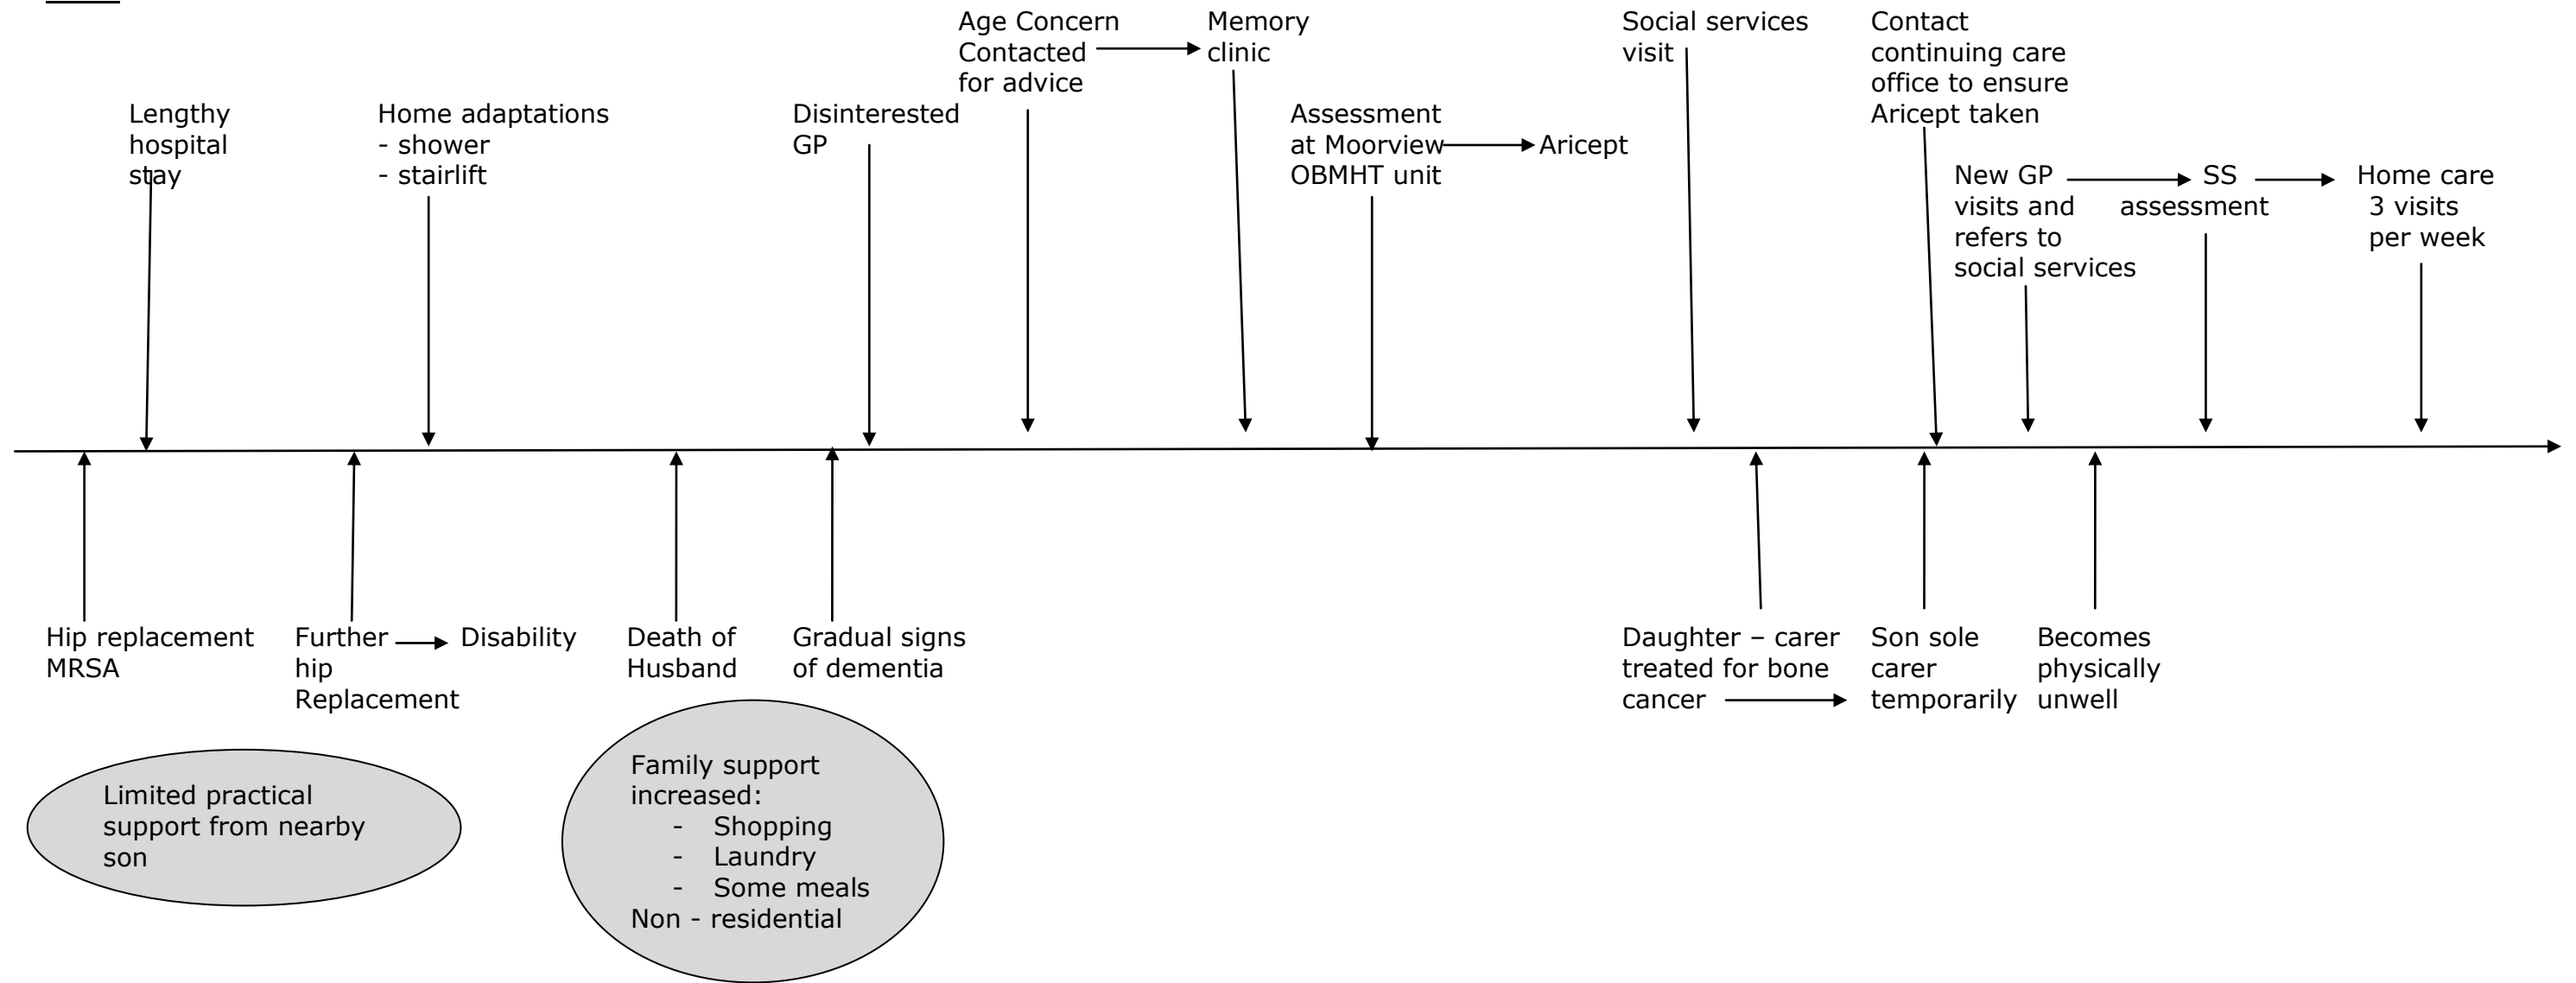 Age Concern
Contacted
for advice
Memory
clinic
Social services
visit
Contact
continuing care
office to ensure
Aricept taken
Lengthy
hospital
stay
Home adaptations
- shower
- stairlift
Disinterested
GP
Assessment
at Moorview
OBMHT unit
Aricept
New GP
visits and
refers to
social services
SS
assessment
Home care
3 visits
per week
Hip replacement
MRSA
Further
hip
Replacement
Disability
Death of
Husband
Gradual signs
of dementia
Daughter – carer
treated for bone
cancer
Son sole
carer
temporarily
Becomes
physically
unwell
Limited practical
support from nearby
son
Family support
increased:
- Shopping
- Laundry
- Some meals
Non - residential